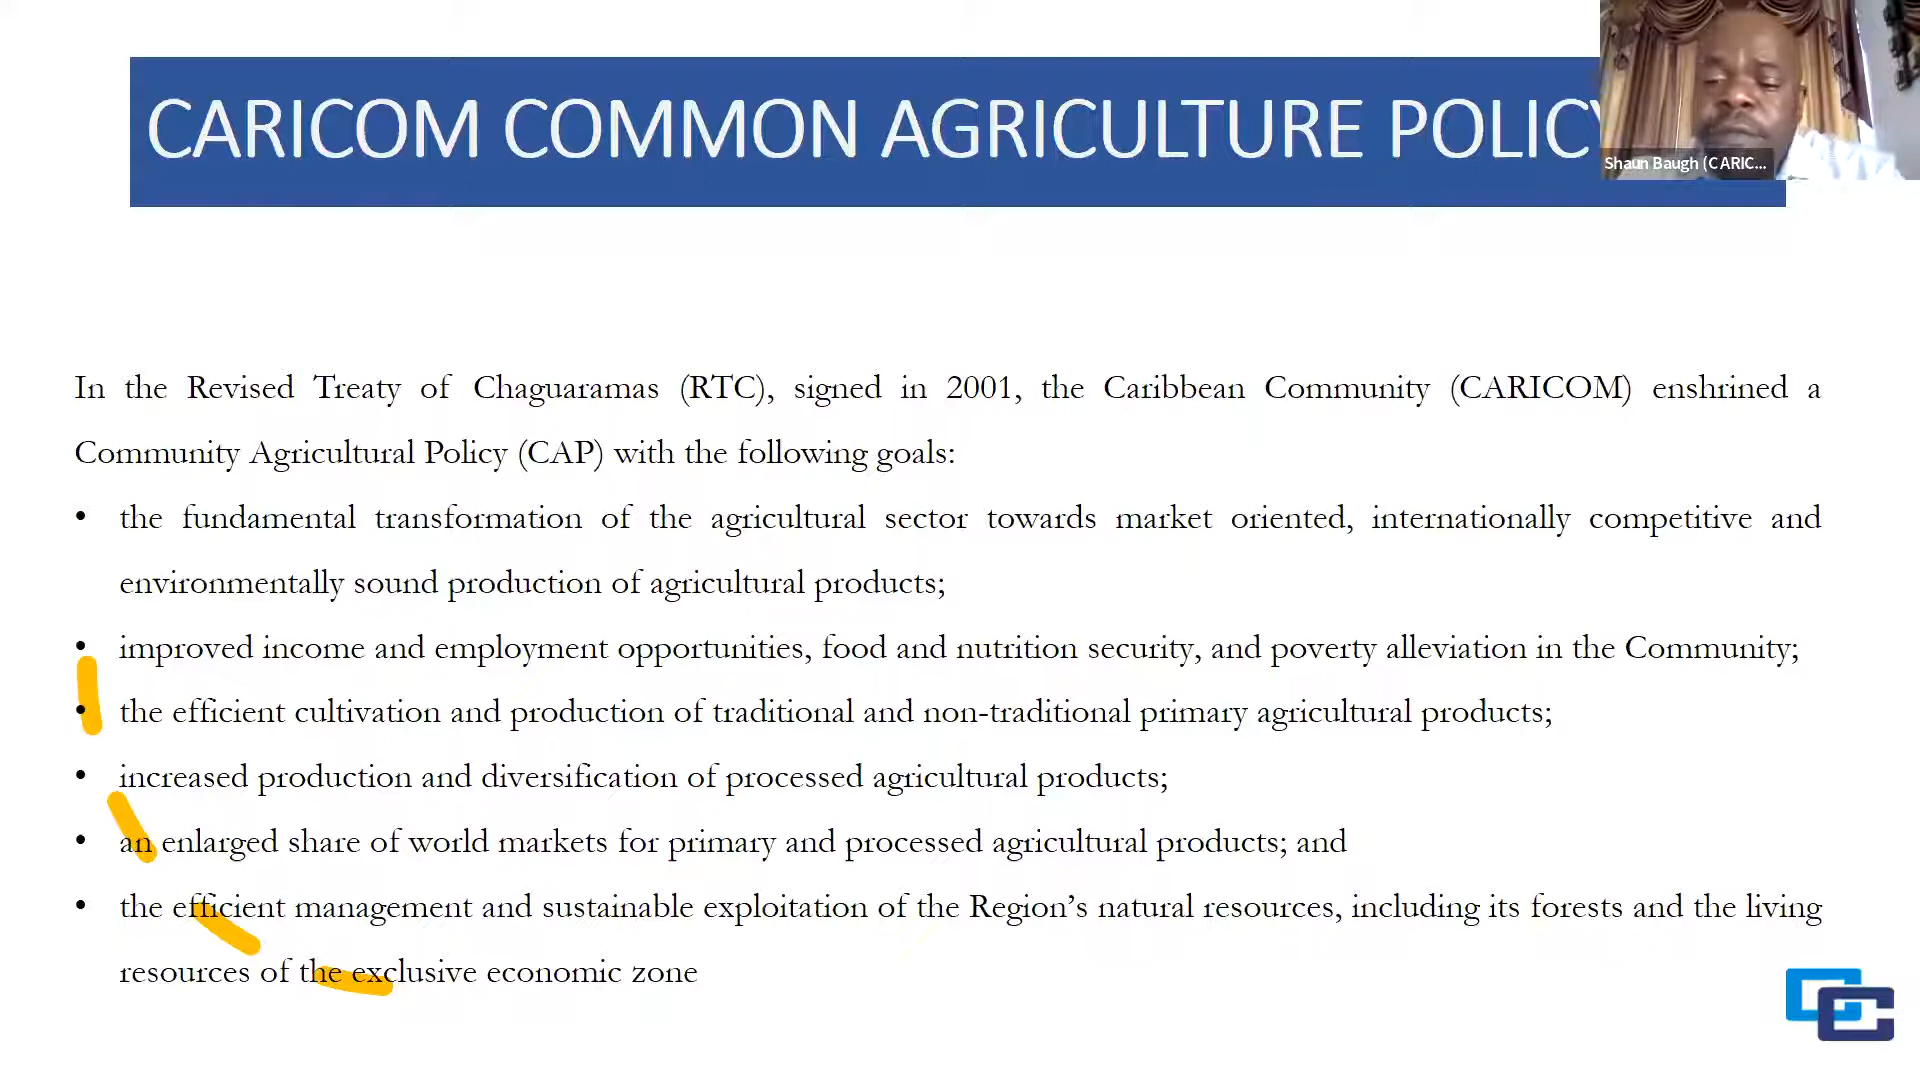 CARICOM COMMON AGRICULTURE POLICY
Shaun Baugh (CARIC...
In the Revised Treaty of Chaguaramas (RTC), signed in 2001, the Caribbean Community (CARICOM) enshrined a
Community Agricultural Policy (CAP) with the following goals:
• the fundamental transformation of the agricultural sector towards market oriented, internationally competitive and
environmentally sound production of agricultural products;
• improved income and employment opportunities, food and nutrition security, and poverty alleviation in the Community;
• the efficient cultivation and production of traditional and non-traditional primary agricultural products;
• increased production and diversification of processed agricultural products;
• an enlarged share of world markets for primary and processed agricultural products; and
• the efficient management and sustainable exploitation of the Region’s natural resources, including its forests and the living
resources of the exclusive economic zone